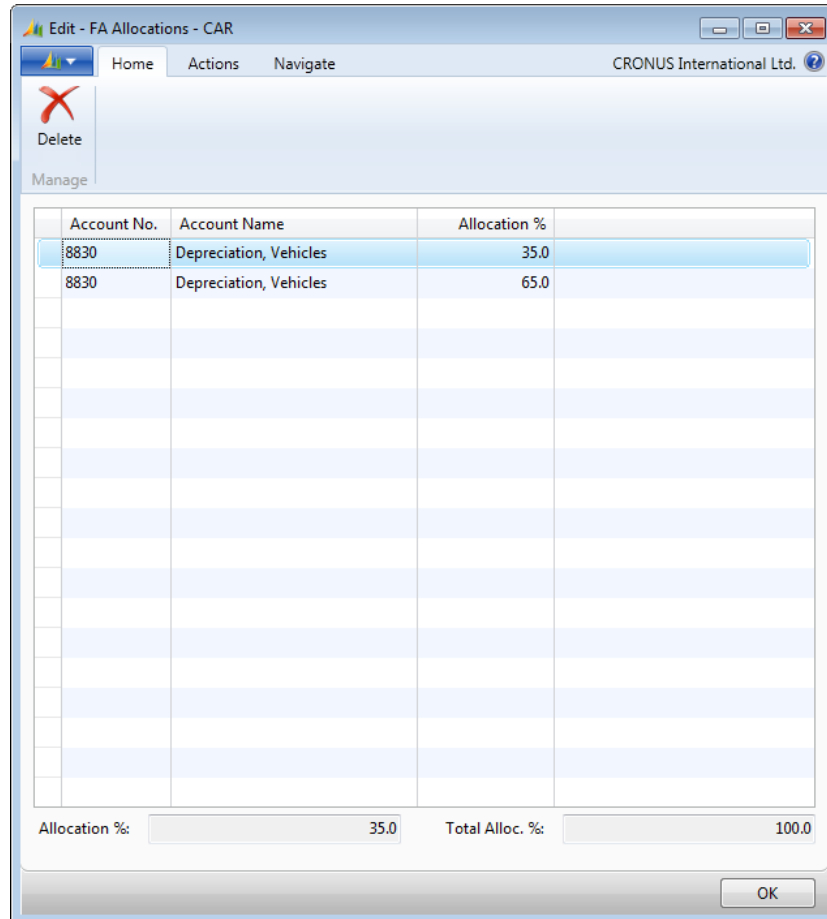 Edit - FA Allocations - CAR
Home Actions Navigate CRONUS International Ltd.
Delete
Manage
Account No. Account Name Allocation %
8830 Depreciation, Vehicles 35.0
8830 Depreciation, Vehicles 65.0
Allocation %: 35.0 Total Alloc. %: 100.0
OK